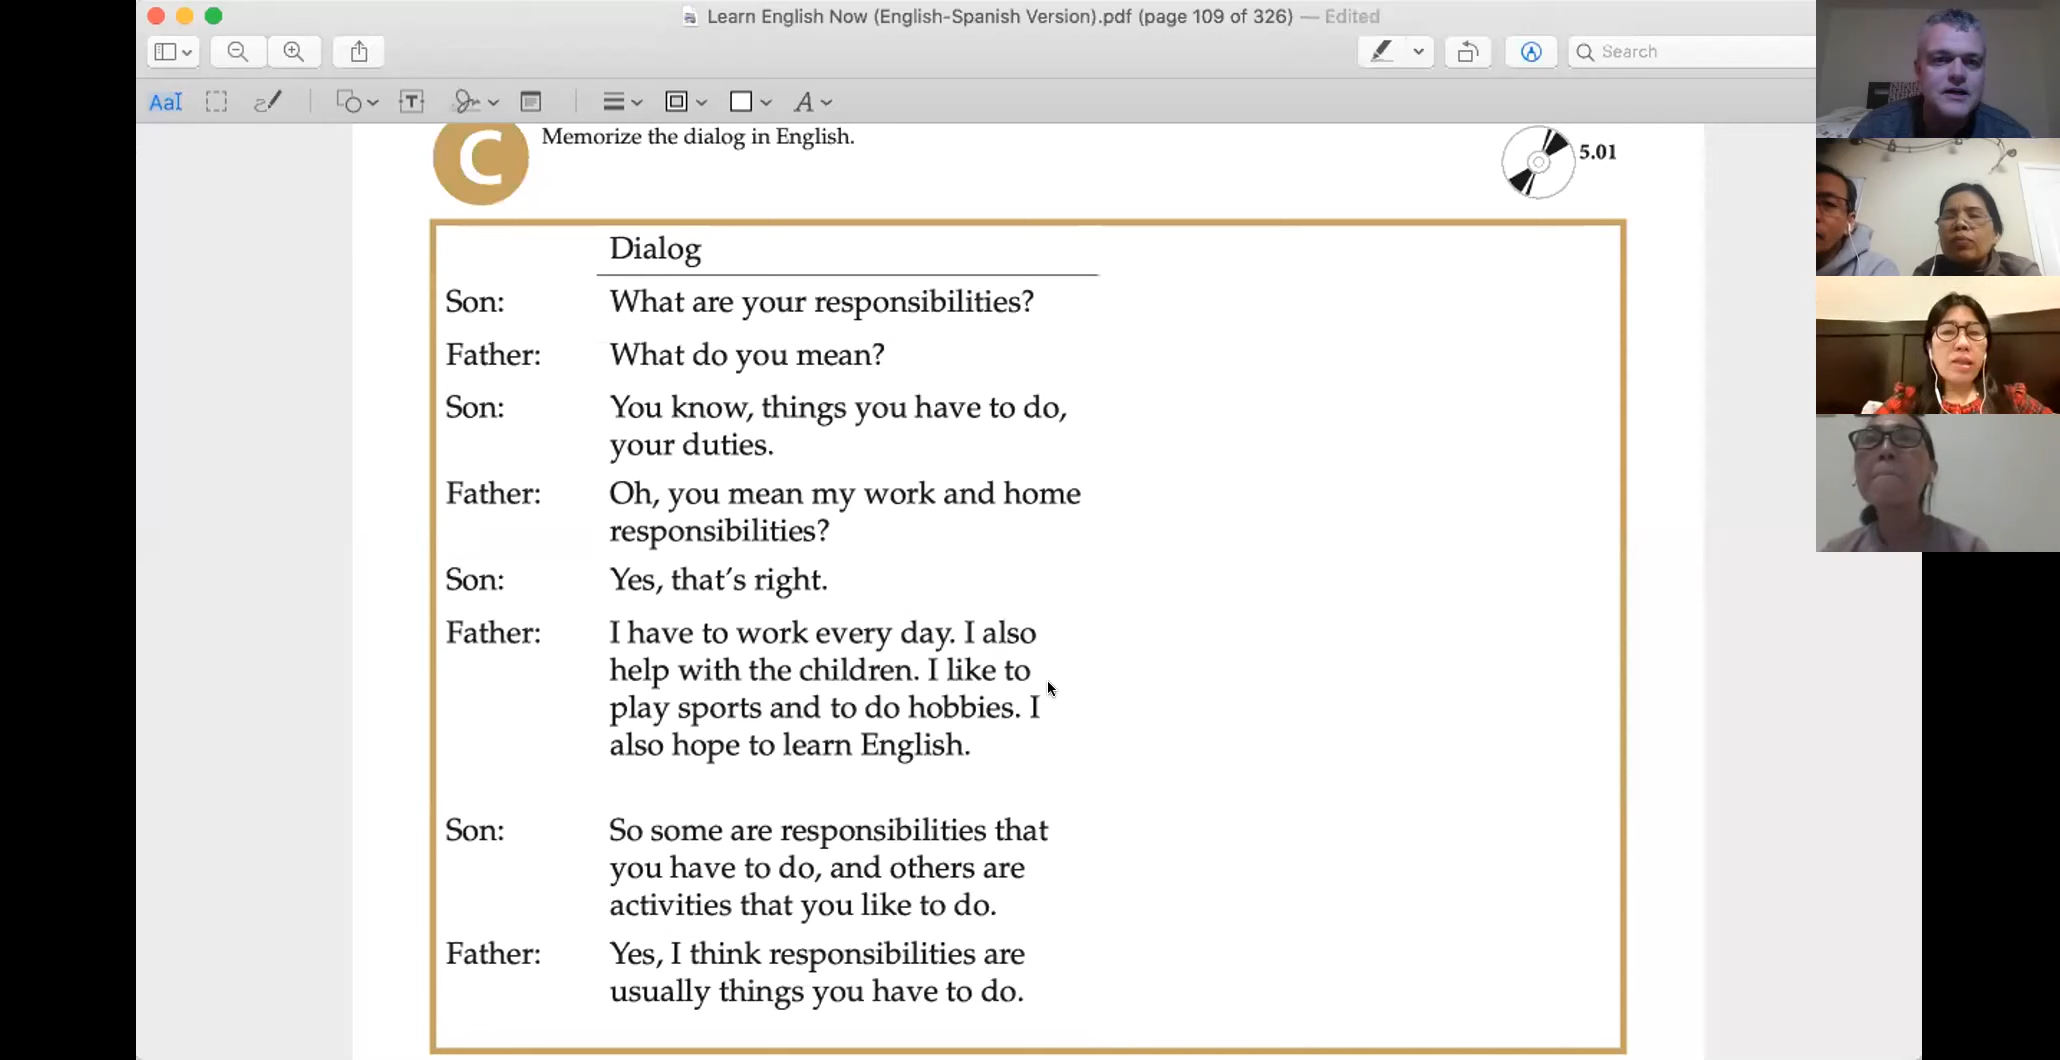 Learn English Now (English-Spanish Version).pdf (page 109 of 326) — Edited
Search
AaI
T
A
C
Memorize the dialog in English.
5.01
Dialog
Son: What are your responsibilities?
Father: What do you mean?
Son: You know, things you have to do,
your duties.
Father: Oh, you mean my work and home
responsibilities?
Son: Yes, that's right.
Father: I have to work every day. I also
help with the children. I like to
play sports and to do hobbies. I
also hope to learn English.
Son: So some are responsibilities that
you have to do, and others are
activities that you like to do.
Father: Yes, I think responsibilities are
usually things you have to do.